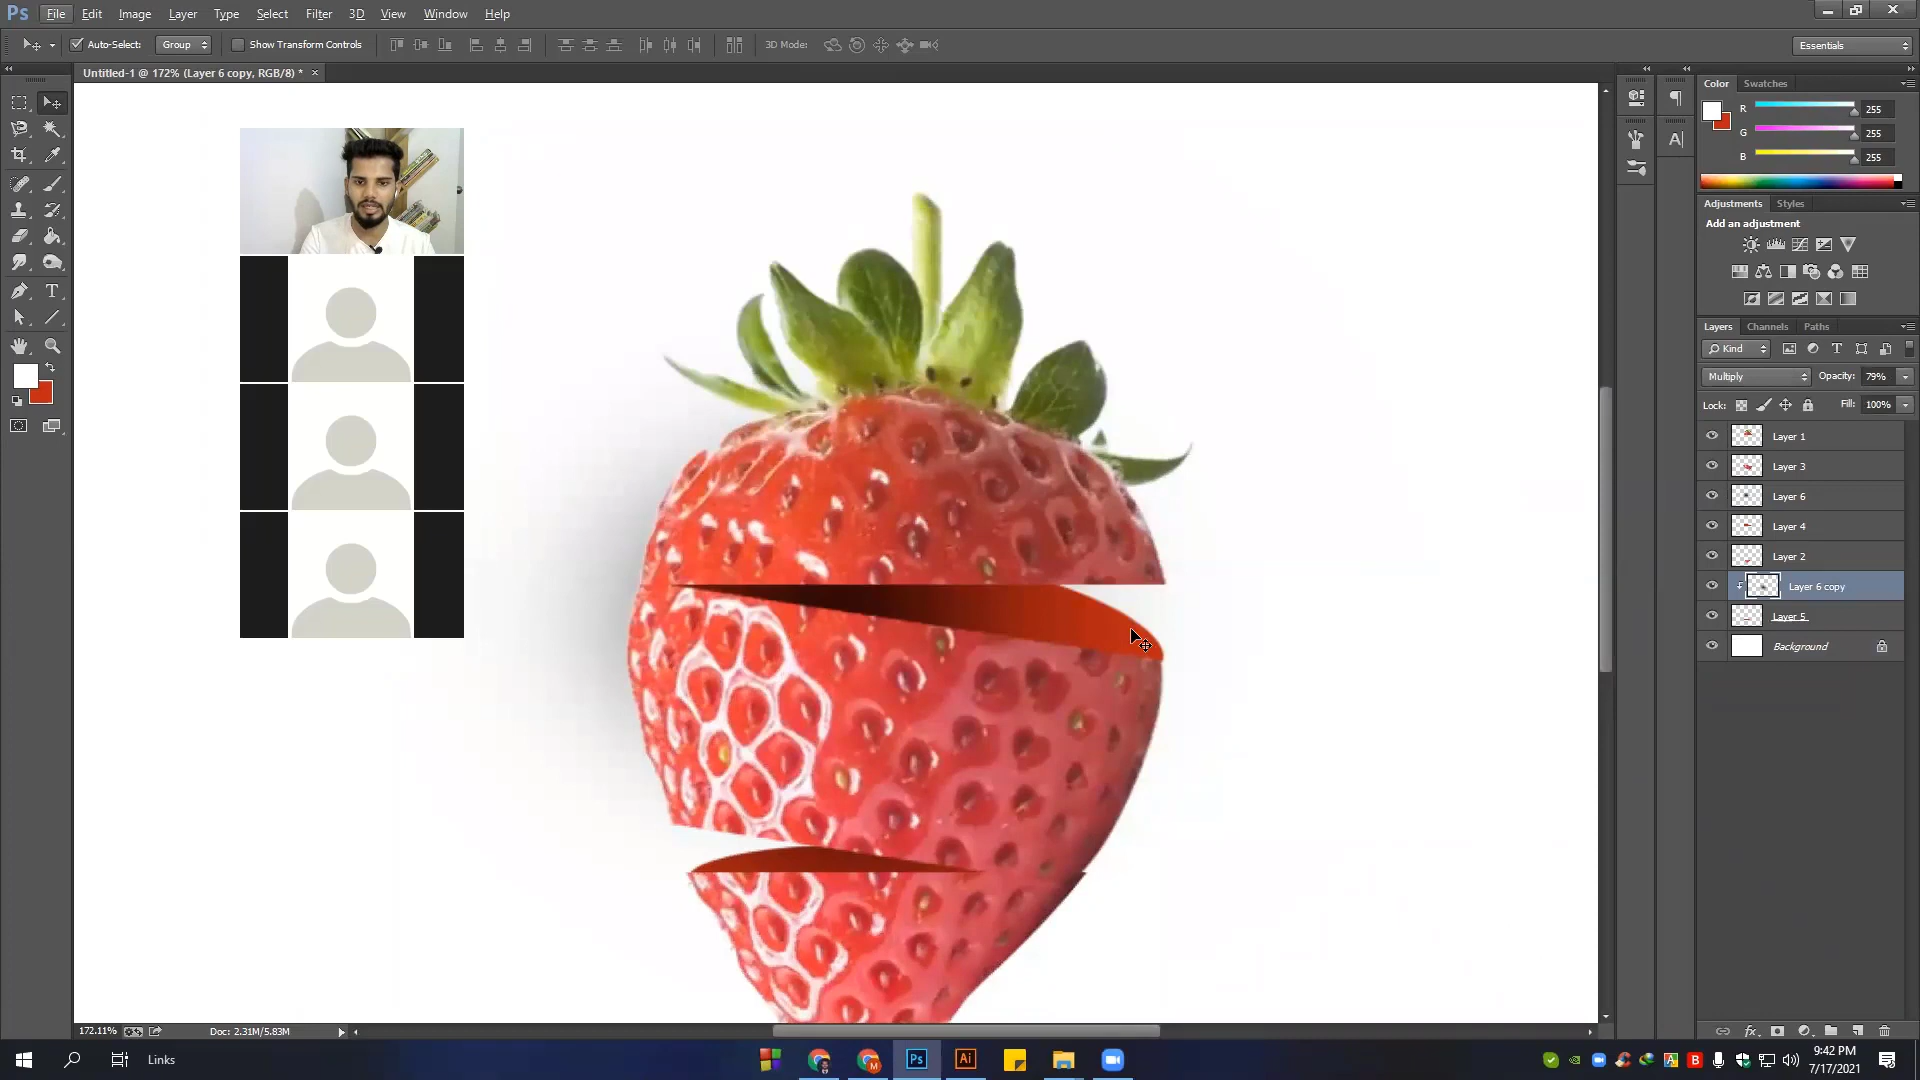 Ps File Edit Image Layer Type Select Filter 3D View Window Help
Auto-Select: Group Show Transform Controls 3D Mode: Essentials
Untitled-1 @ 172% (Layer 6 copy, RGB/8) * ×
Color Swatches
R 255
G 255
B 255
Adjustments Styles
Add an adjustment
Layers Channels Paths
Kind
Multiply Opacity: 79%
Lock: Fill: 100%
Layer 1
Layer 3
Layer 6
Layer 4
Layer 2
Layer 6 copy
Layer 5
Background
172.11% Doc: 2.31M/5.83M
Links Ps Ai
9:42 PM
7/17/2021